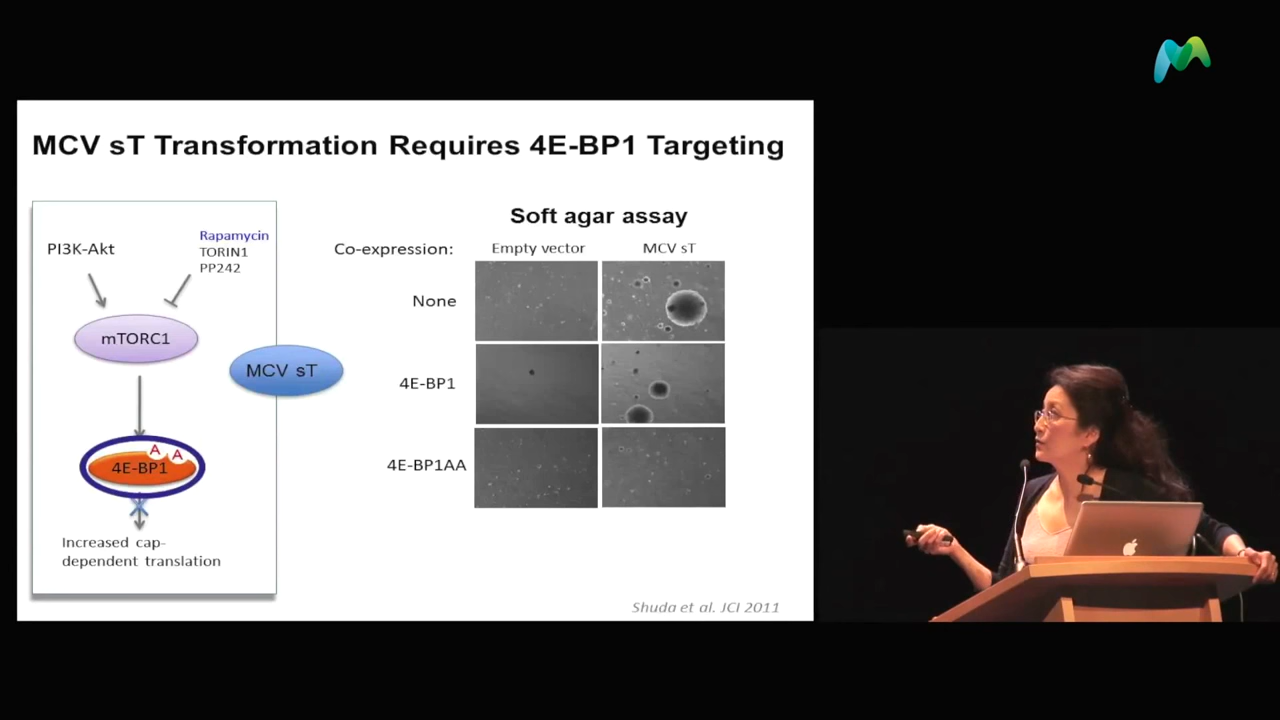 MCV sT Transformation Requires 4E-BP1 Targeting
PI3K-Akt
Rapamycin
TORIN1
PP242
mTORC1
MCV sT
A A
4E-BP1
Increased cap-
dependent translation
Soft agar assay
Co-expression: Empty vector MCV sT
None
4E-BP1
4E-BP1AA
Shuda et al. JCI 2011